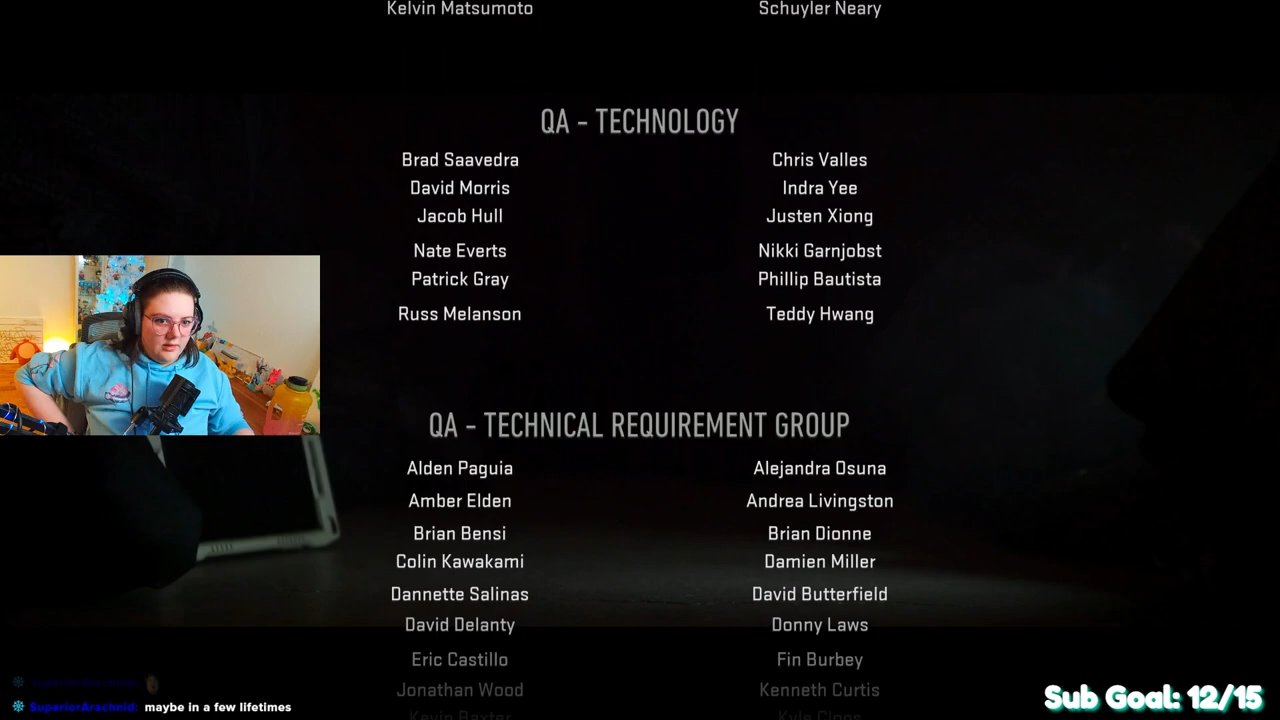 Kelvin Matsumoto Schuyler Neary
QA - TECHNOLOGY
Brad Saavedra Chris Valles
David Morris Indra Yee
Jacob Hull Justen Xiong
Nate Everts Nikki Garnjobst
Patrick Gray Phillip Bautista
Russ Melanson Teddy Hwang
QA - TECHNICAL REQUIREMENT GROUP
Alden Paguia Alejandra Osuna
Amber Elden Andrea Livingston
Brian Bensi Brian Dionne
Colin Kawakami Damien Miller
Dannette Salinas David Butterfield
David Delanty Donny Laws
Eric Castillo Fin Burbey
Jonathan Wood Kenneth Curtis
Kevin Baxter
SuperiorArachnid: maybe in a few lifetimes
Sub Goal: 12/15